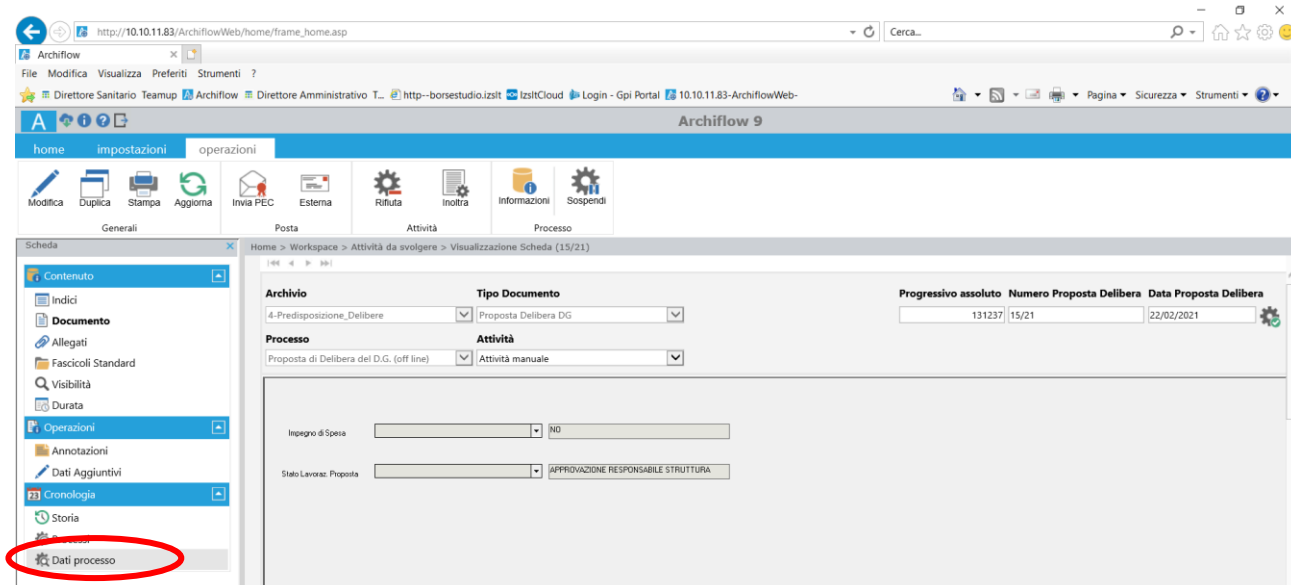 http://10.10.11.83/ArchiflowWeb/home/frame_home.asp
Cerca...
Archiflow
File Modifica Visualizza Preferiti Strumenti ?
Direttore Sanitario Teamup Archiflow Direttore Amministrativo T... http--borsestudio.izslt IzsltCloud Login - Gpi Portal 10.10.11.83-ArchiflowWeb- Pagina Sicurezza Strumenti
A Archiflow 9
home impostazioni operazioni
Modifica Duplica Stampa Aggiorna Invia PEC Esterna Rifiuta Inoltra Informazioni Sospendi
Generali Posta Attività Processo
Scheda
Home > Workspace > Attività da svolgere > Visualizzazione Scheda (15/21)
Contenuto
Indici
Documento
Allegati
Fascicoli Standard
Visibilità
Durata
Operazioni
Annotazioni
Dati Aggiuntivi
23 Cronologia
Storia
Processi
Dati processo
Archivio Tipo Documento Progressivo assoluto Numero Proposta Delibera Data Proposta Delibera
4-Predisposizione_Delibere Proposta Delibera DG 131237 15/21 22/02/2021
Processo Attività
Proposta di Delibera del D.G. (off line) Attività manuale
Impegno di Spesa NO
Stato Lavoraz. Proposta APPROVAZIONE RESPONSABILE STRUTTURA